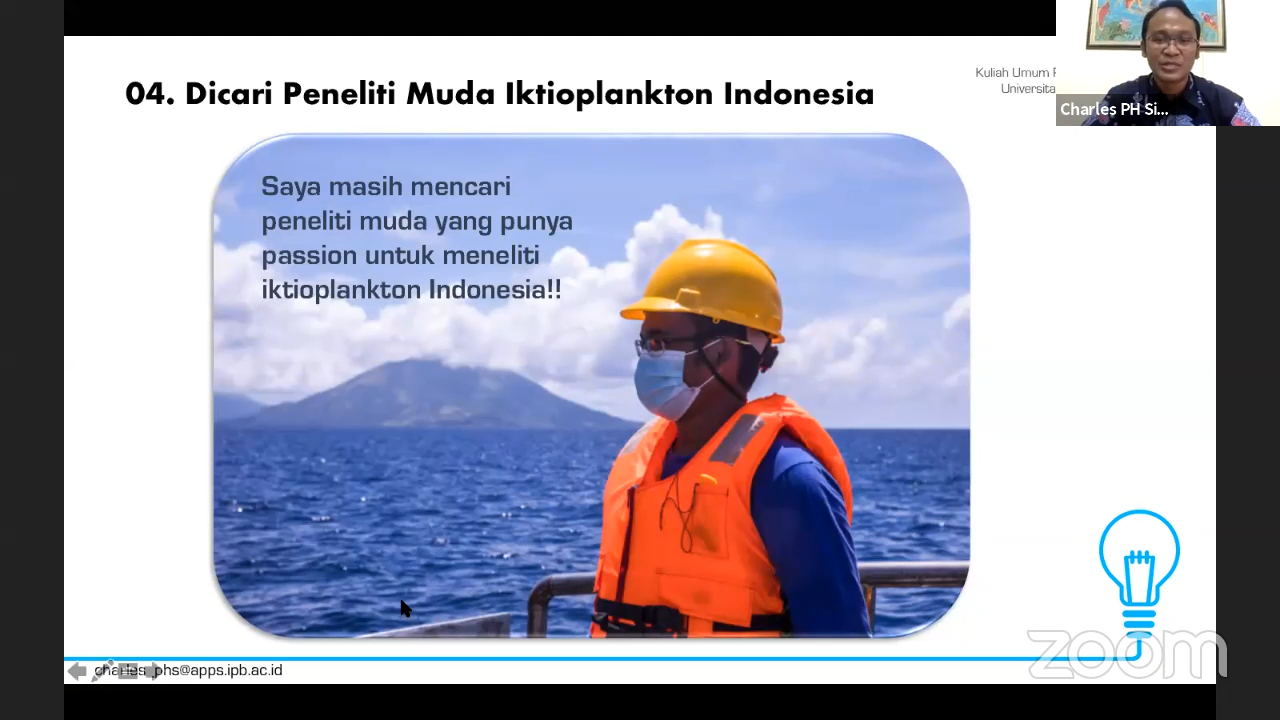 04. Dicari Peneliti Muda Iktioplankton Indonesia
Kuliah Umum
Universita
Charles PH Si...
Saya masih mencari
peneliti muda yang punya
passion untuk meneliti
iktioplankton Indonesia!!
zoom
charles_phs@apps.ipb.ac.id